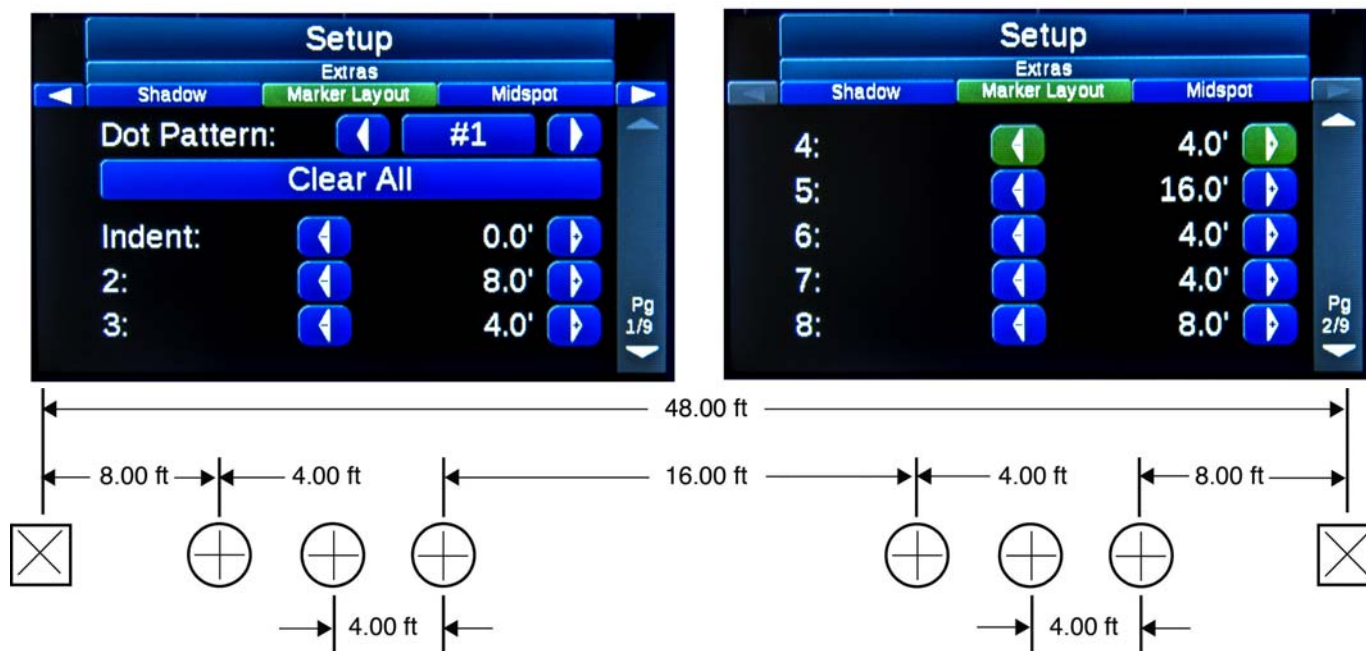 Setup
Extras
Shadow Marker Layout Midspot
Dot Pattern: #1
Clear All
Indent: - 0.0' +
2: - 8.0' +
3: - 4.0' +
Pg
1/9
Setup
Extras
Shadow Marker Layout Midspot
4: - 4.0' +
5: - 16.0' +
6: - 4.0' +
7: - 4.0' +
8: - 8.0' +
Pg
2/9
48.00 ft
8.00 ft 4.00 ft 16.00 ft 4.00 ft 8.00 ft
4.00 ft 4.00 ft